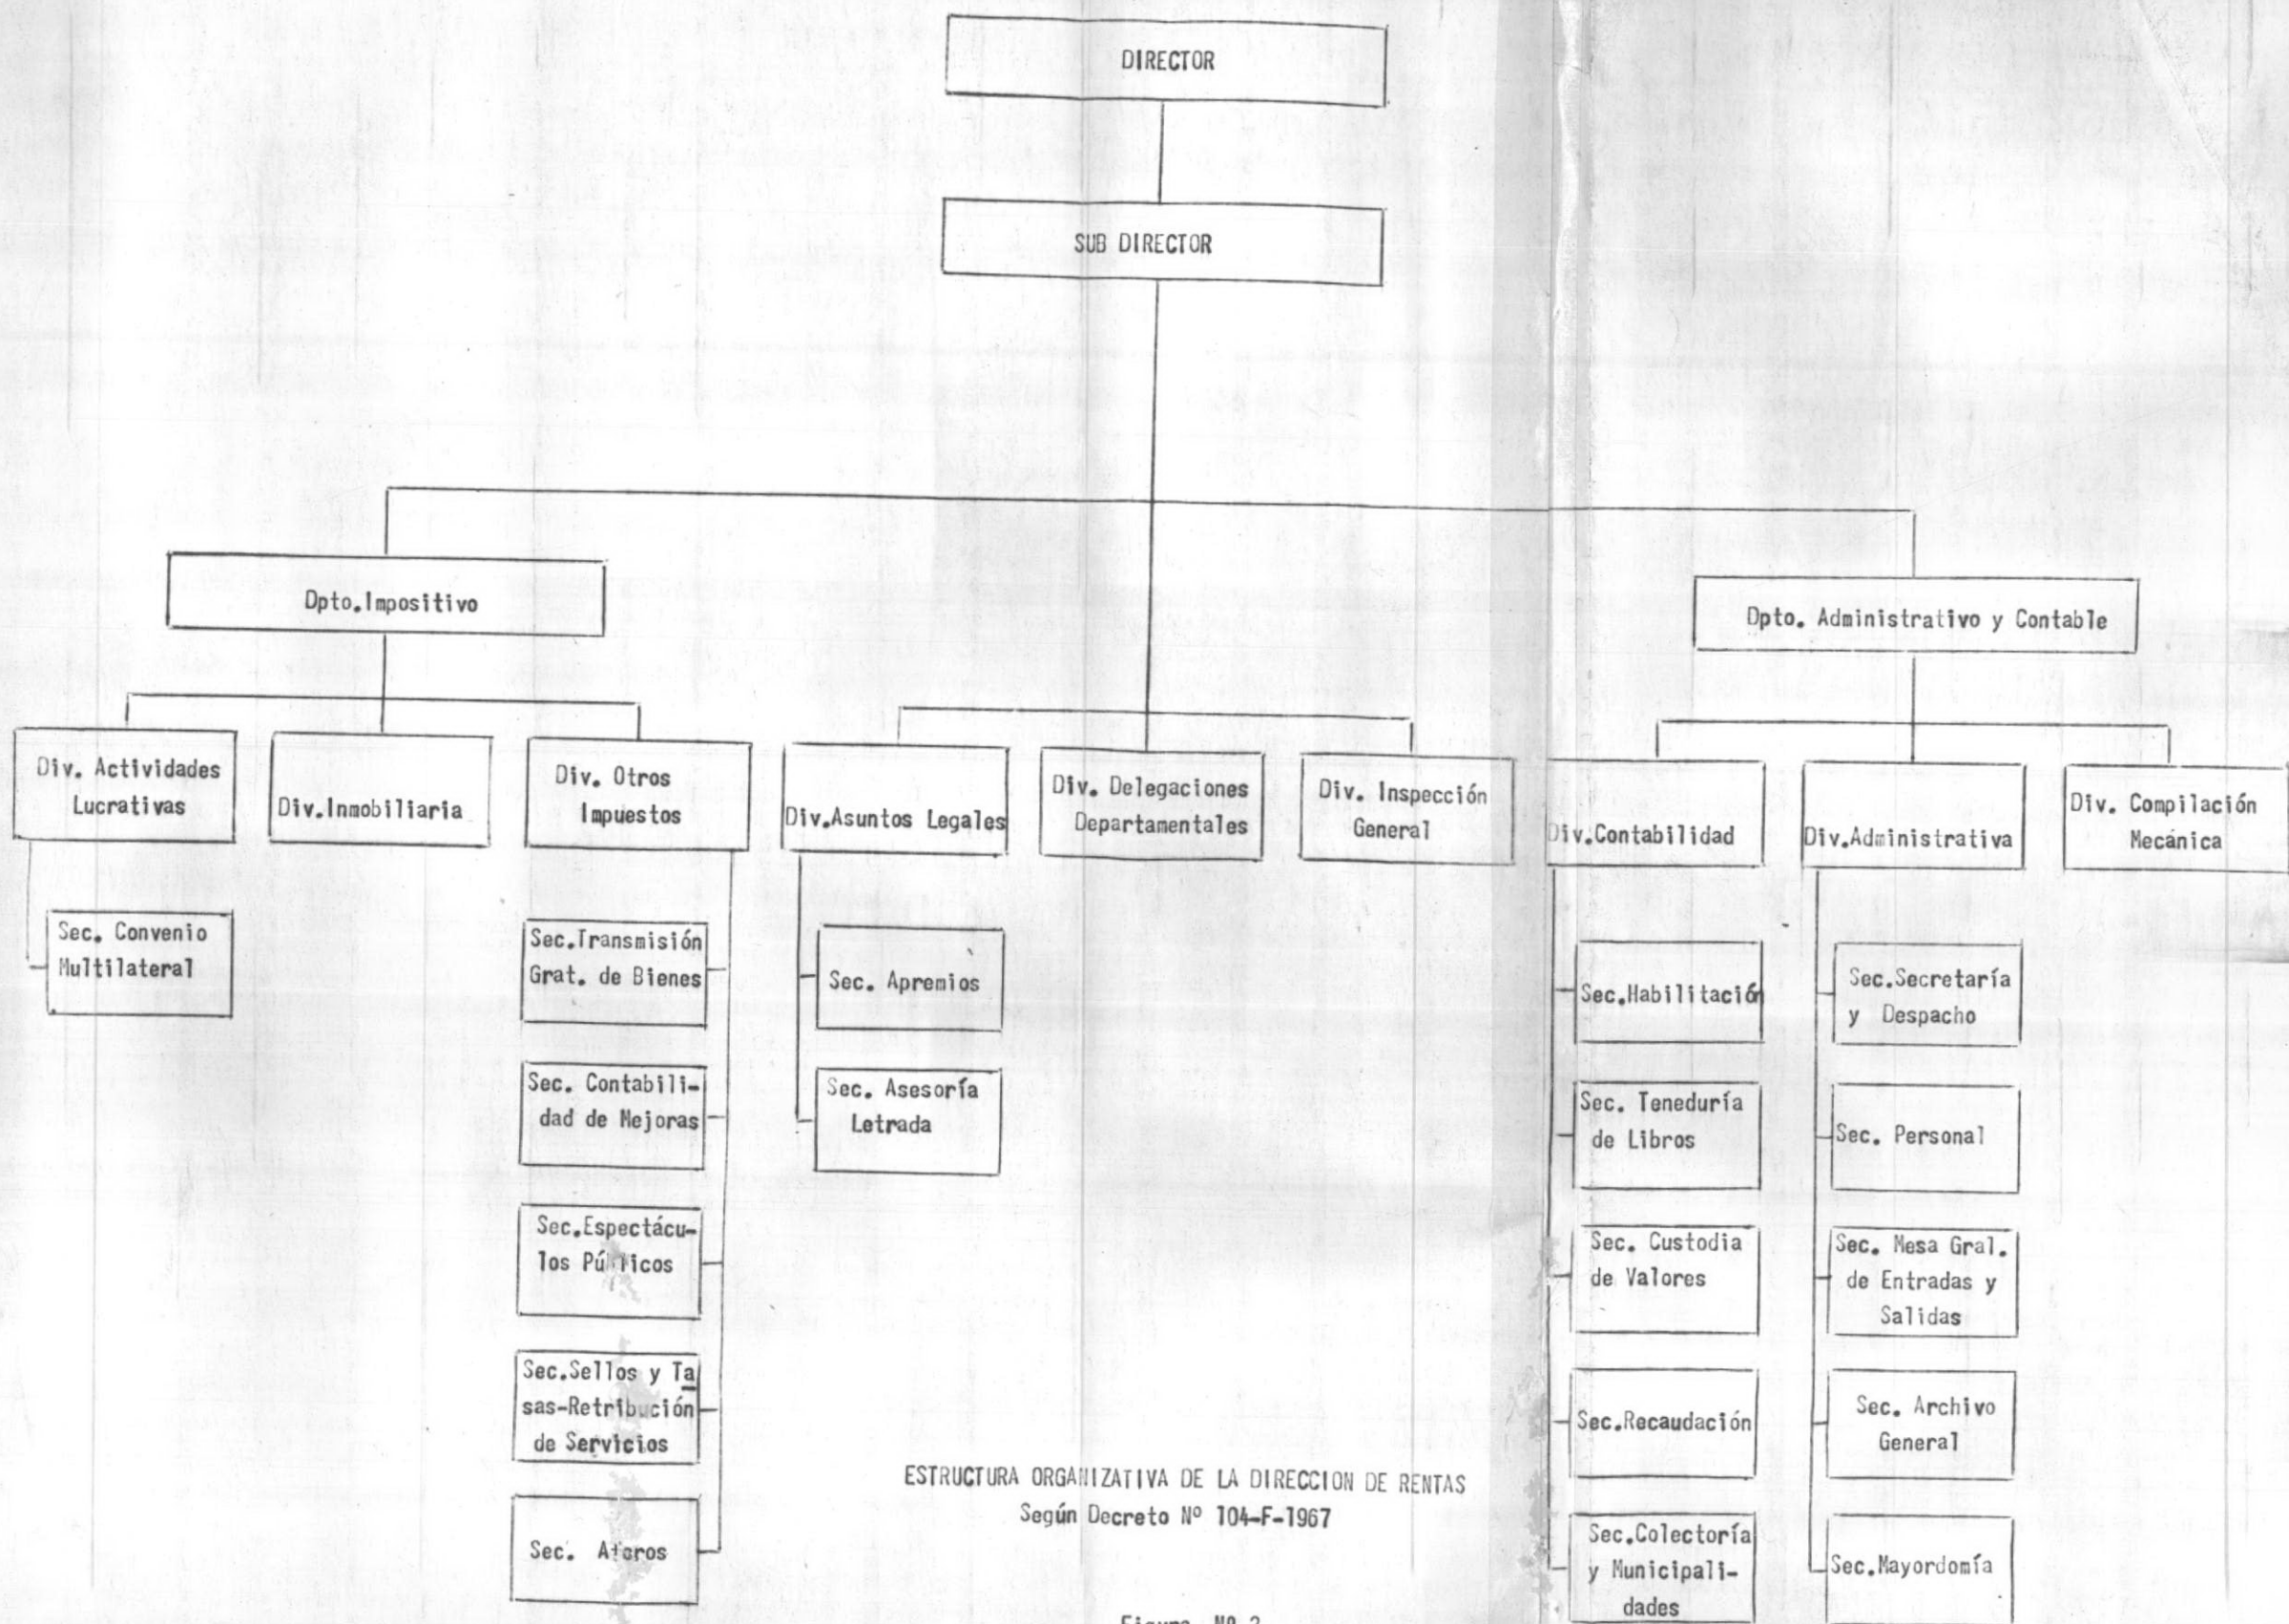 DIRECTOR
SUB DIRECTOR
Dpto.Impositivo
Dpto. Administrativo y Contable
Div. Actividades
Lucrativas
Div.Inmobiliaria
Div. Otros
Impuestos
Div.Asuntos Legales
Div. Delegaciones
Departamentales
Div. Inspección
General
Div.Contabilidad
Div.Administrativa
Div. Compilación
Mecánica
Sec. Convenio
Multilateral
Sec.Transmisión
Grat. de Bienes
Sec. Contabili-
dad de Mejoras
Sec.Espectácu-
los Públicos
Sec.Sellos y Ta
sas-Retribución
de Servicios
Sec.
Sec. Apremios
Sec. Asesoría
Letrada
Sec.Habilitación
Sec. Teneduría
de Libros
Sec. Custodia
de Valores
Sec.Recaudación
Sec.Colectoría
y Municipali-
dades
Sec.Secretaría
y Despacho
Sec. Personal
Sec. Mesa Gral.
de Entradas y
Salidas
Sec. Archivo
General
Sec.Mayordomía
ESTRUCTURA ORGANIZATIVA DE LA DIRECCION DE RENTAS
Según Decreto Nº 104-F-1967
Figura Nº